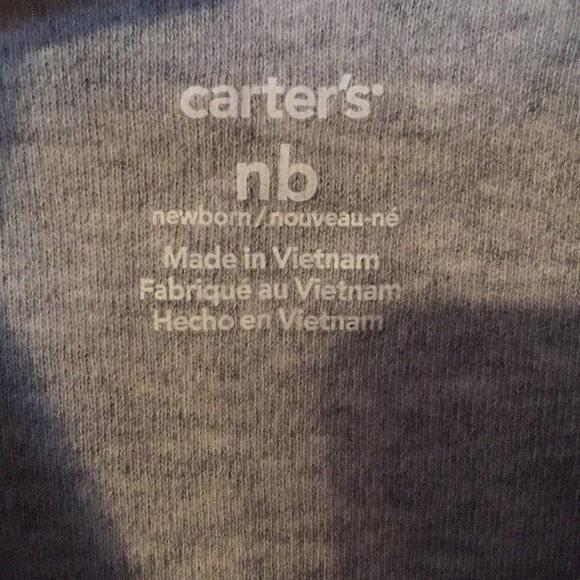 carter's
nb
newborn/nouveau-né
Made in Vietnam
Fabriqué au Vietnam
Hecho en Vietnam